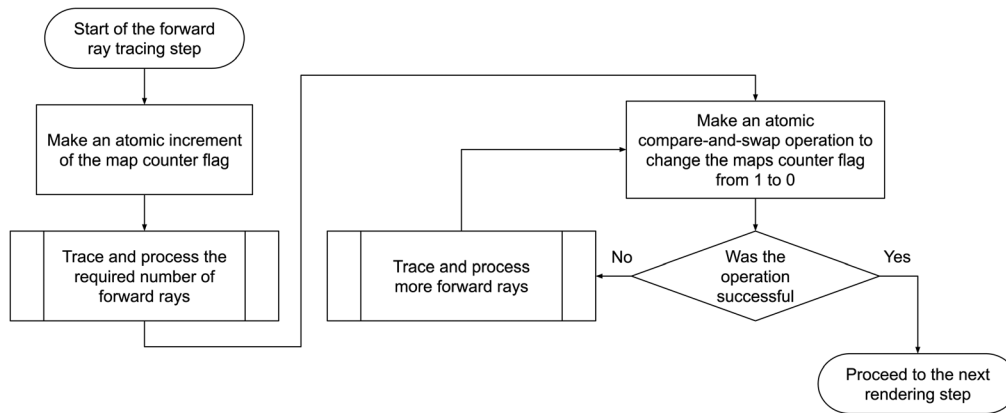 Start of the forward
ray tracing step
Make an atomic increment
of the map counter flag
Trace and process the
required number of
forward rays
Make an atomic
compare-and-swap operation to
change the maps counter flag
from 1 to 0
Trace and process
more forward rays
No
Was the
operation
successful
Yes
Proceed to the next
rendering step